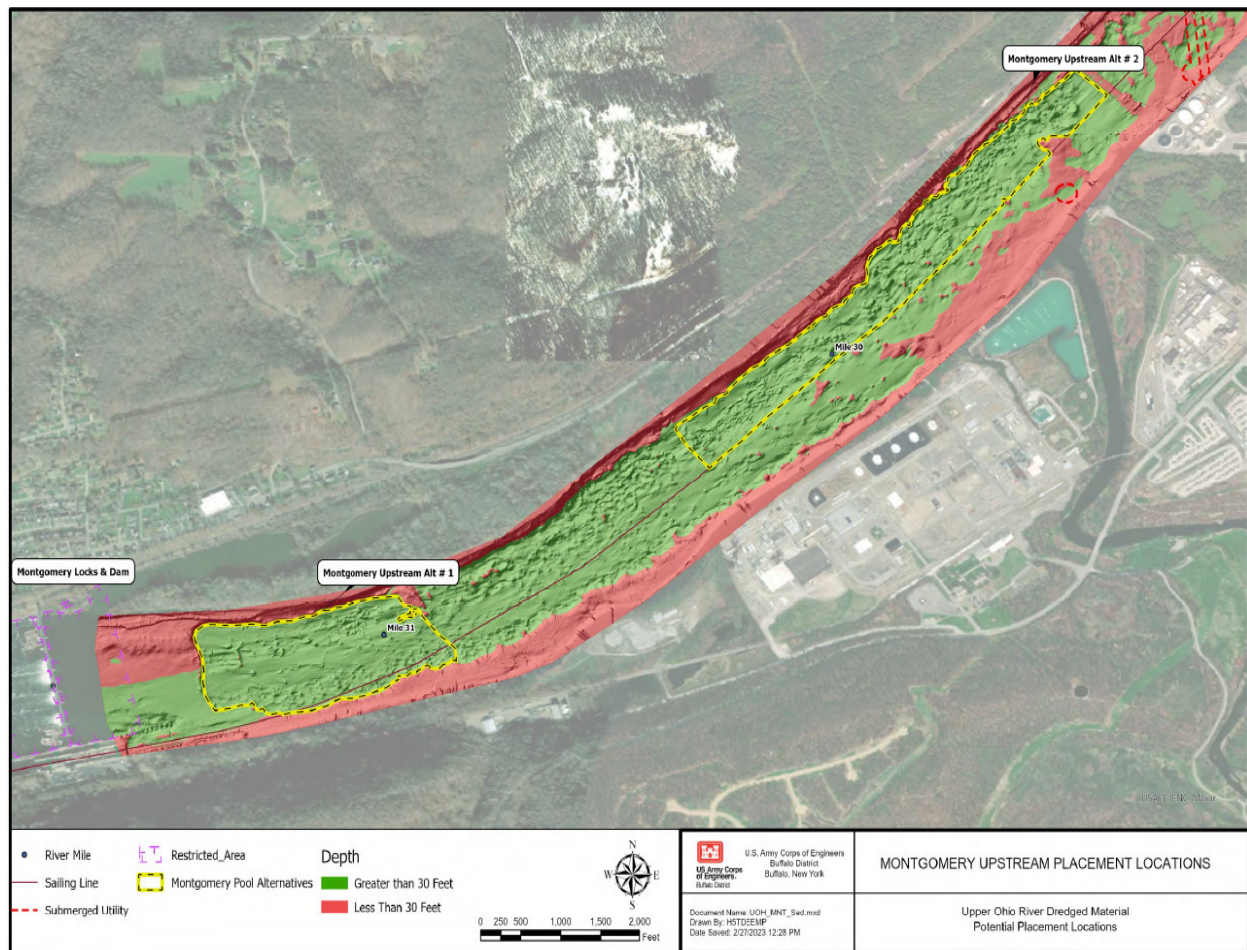 Montgomery Upstream Alt # 2
Mile 30
Montgomery Locks & Dam
Montgomery Upstream Alt # 1
Mile 31
River Mile
Sailing Line
Submerged Utility
Restricted_Area
Montgomery Pool Alternatives
Depth
Greater than 30 Feet
Less Than 30 Feet
N
W E
S
0 250 500 1,000 1,500 2,000
Feet
US Army Corps
of Engineers.
Buffalo District
U.S. Army Corps of Engineers
Buffalo District
Buffalo, New York
Document Name: UOH_MNT_Sed.mxd
Drawn By: H5TDEEMP
Date Saved: 2/27/2023 12:28 PM
MONTGOMERY UPSTREAM PLACEMENT LOCATIONS
Upper Ohio River Dredged Material
Potential Placement Locations